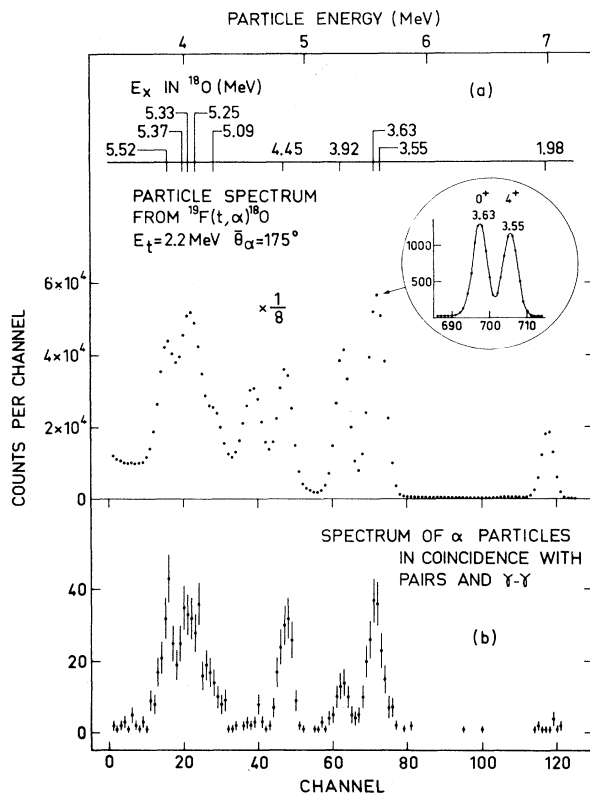 PARTICLE ENERGY (MeV)
4 5 6 7
Eₓ IN ¹⁸O (MeV)
(a)
5.33 5.25
5.37 5.09 3.63
5.52 4.45 3.92 3.55 1.98
PARTICLE SPECTRUM
FROM ¹⁹F(t,α)¹⁸O
Eₜ=2.2 MeV θ̄α=175°
0⁺ 4⁺
3.63 3.55
1000
500
690 700 710
× 1/8
COUNTS PER CHANNEL
6×10⁴
4×10⁴
2×10⁴
0
SPECTRUM OF α PARTICLES
IN COINCIDENCE WITH
PAIRS AND γ-γ
(b)
40
20
0
0 20 40 60 80 100 120
CHANNEL